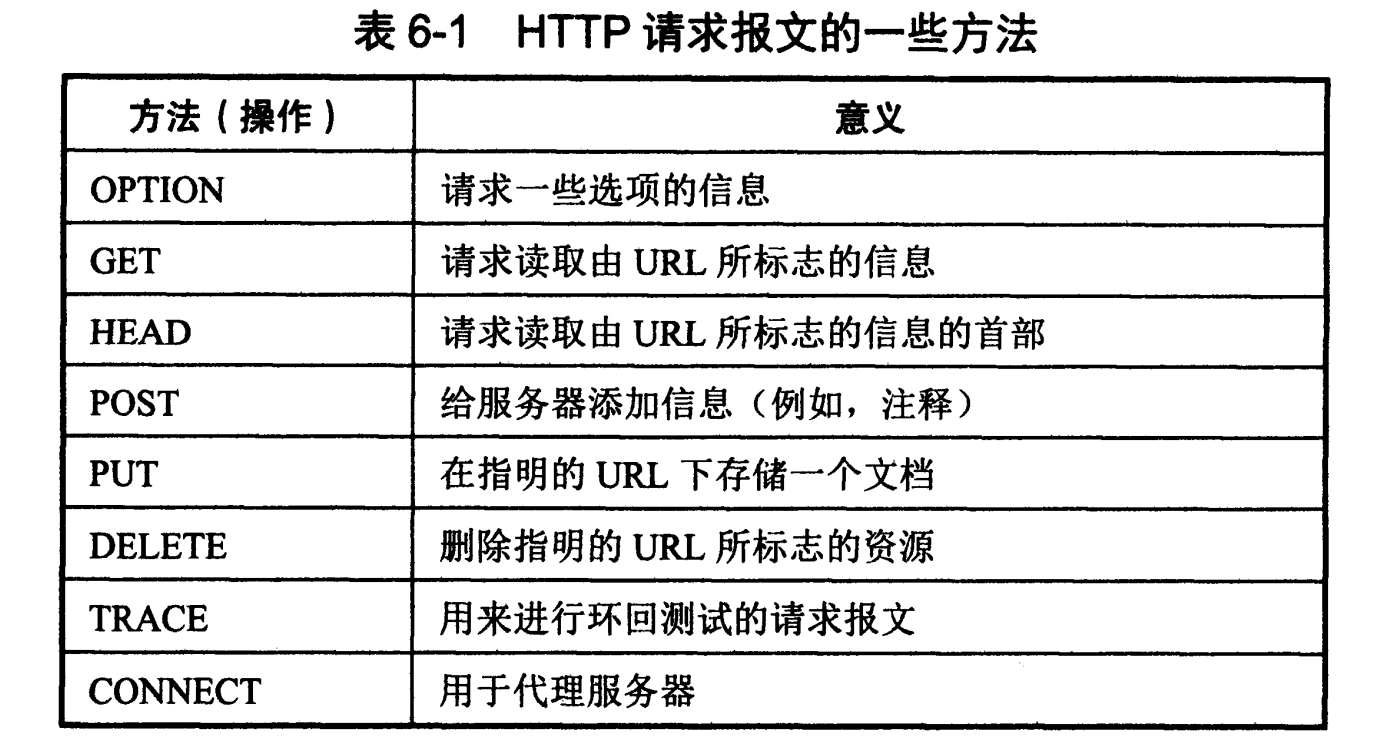 表 6-1 HTTP 请求报文的一些方法
方法（操作） 意义
OPTION 请求一些选项的信息
GET 请求读取由 URL 所标志的信息
HEAD 请求读取由 URL 所标志的信息的首部
POST 给服务器添加信息（例如，注释）
PUT 在指明的 URL 下存储一个文档
DELETE 删除指明的 URL 所标志的资源
TRACE 用来进行环回测试的请求报文
CONNECT 用于代理服务器